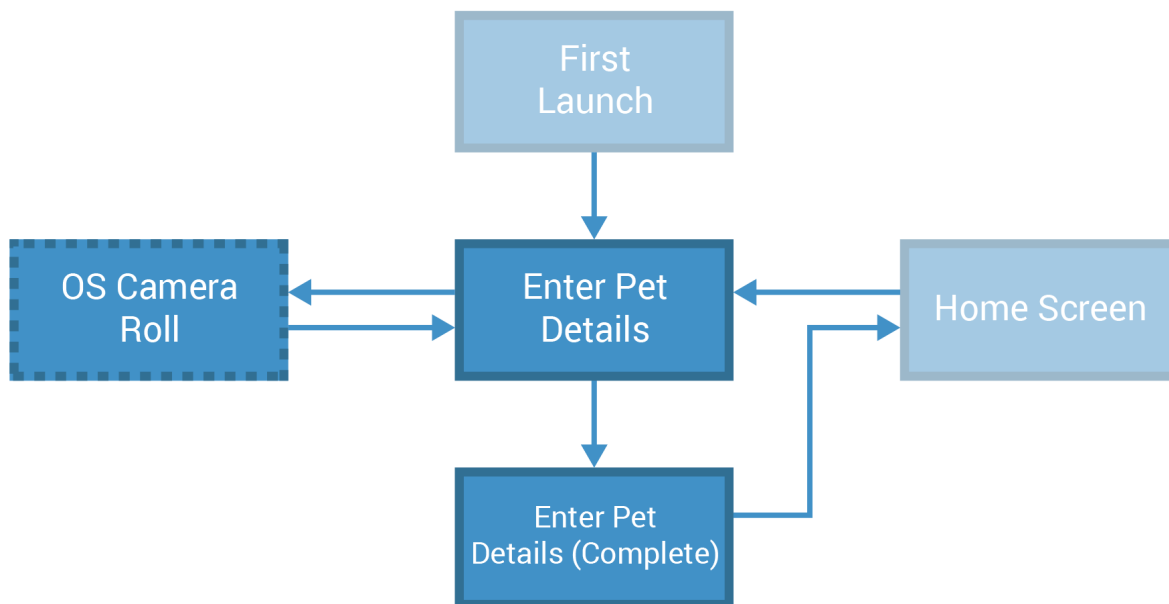 First
Launch
OS Camera
Roll
Enter Pet
Details
Home Screen
Enter Pet
Details (Complete)